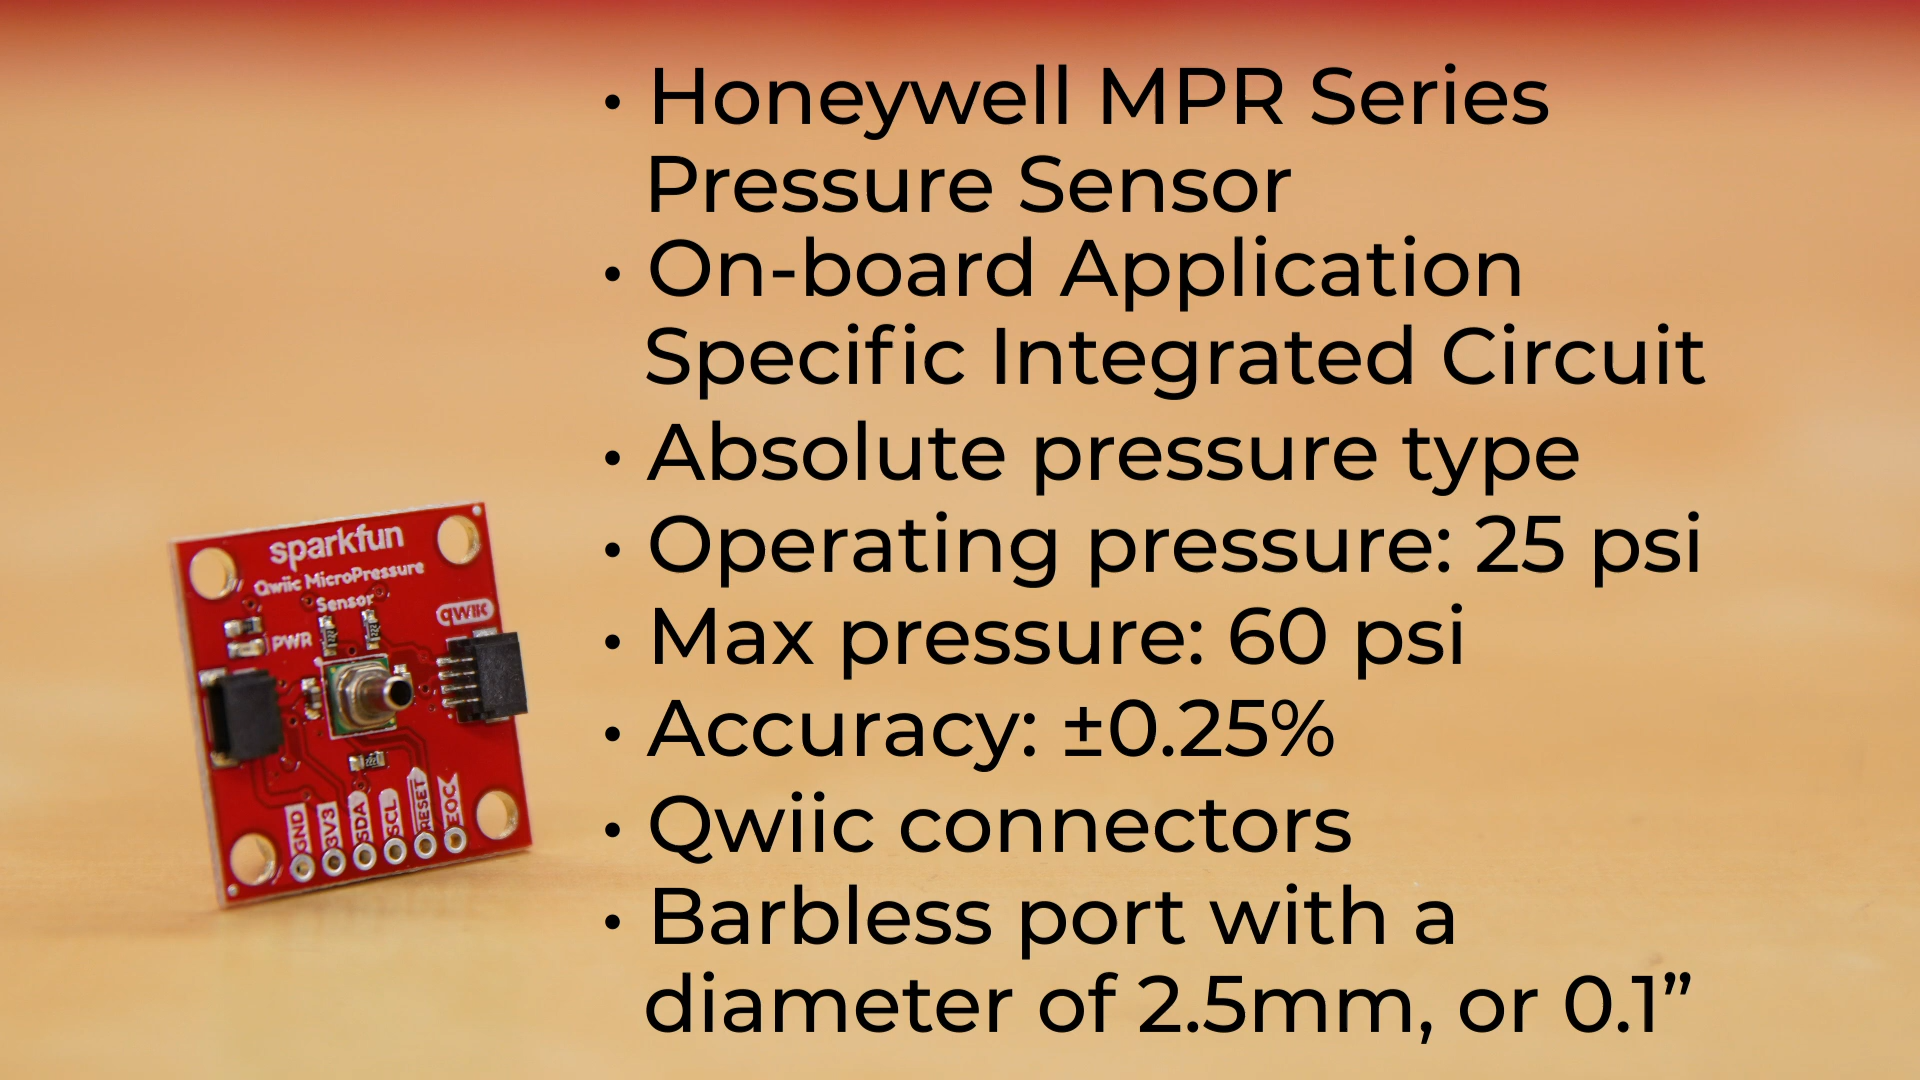 • Honeywell MPR Series
Pressure Sensor
• On-board Application
Specific Integrated Circuit
• Absolute pressure type
• Operating pressure: 25 psi
• Max pressure: 60 psi
• Accuracy: ±0.25%
• Qwiic connectors
• Barbless port with a
diameter of 2.5mm, or 0.1”
sparkfun
Qwiic MicroPressure
Sensor
qwiic
PWR
GND
3V3
SDA
SCL
RESET
EOC